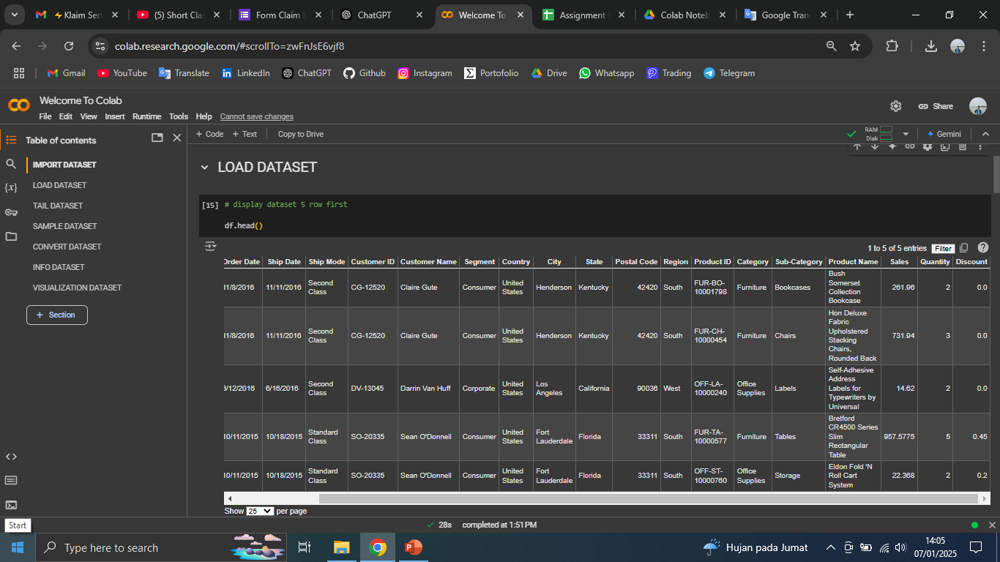 Klaim Sert
(5) Short Cla
Form Claim S
ChatGPT
Welcome To
Assignment
Colab Noteb
Google Tran
colab.research.google.com/#scrollTo=zwFnJsE6vjf8
Gmail YouTube Translate LinkedIn ChatGPT Github Instagram Portofolio Drive Whatsapp Trading Telegram
Welcome To Colab
File Edit View Insert Runtime Tools Help Cannot save changes
Share
Table of contents
IMPORT DATASET
LOAD DATASET
TAIL DATASET
SAMPLE DATASET
CONVERT DATASET
INFO DATASET
VISUALIZATION DATASET
+ Section
+ Code + Text Copy to Drive
RAM
Disk
Gemini
LOAD DATASET
[15] # display dataset 5 row first
df.head()
1 to 5 of 5 entries Filter
Order Date Ship Date Ship Mode Customer ID Customer Name Segment Country City State Postal Code Region Product ID Category Sub-Category Product Name Sales Quantity Discount
11/8/2016 11/11/2016 Second Class CG-12520 Claire Gute Consumer United States Henderson Kentucky 42420 South FUR-BO-10001798 Furniture Bookcases Bush Somerset Collection Bookcase 261.96 2 0.0
11/8/2016 11/11/2016 Second Class CG-12520 Claire Gute Consumer United States Henderson Kentucky 42420 South FUR-CH-10000454 Furniture Chairs Hon Deluxe Fabric Upholstered Stacking Chairs, Rounded Back 731.94 3 0.0
/12/2016 6/16/2016 Second Class DV-13045 Darrin Van Huff Corporate United States Los Angeles California 90036 West OFF-LA-10000240 Office Supplies Labels Self-Adhesive Address Labels for Typewriters by Universal 14.62 2 0.0
10/11/2015 10/18/2015 Standard Class SO-20335 Sean O'Donnell Consumer United States Fort Lauderdale Florida 33311 South FUR-TA-10000577 Furniture Tables Bretford CR4500 Series Slim Rectangular Table 957.5775 5 0.45
10/11/2015 10/18/2015 Standard Class SO-20335 Sean O'Donnell Consumer United States Fort Lauderdale Florida 33311 South OFF-ST-10000760 Office Supplies Storage Eldon Fold 'N Roll Cart System 22.368 2 0.2
Show 25 per page
28s completed at 1:51 PM
Start
Type here to search
Hujan pada Jumat
14:05
07/01/2025